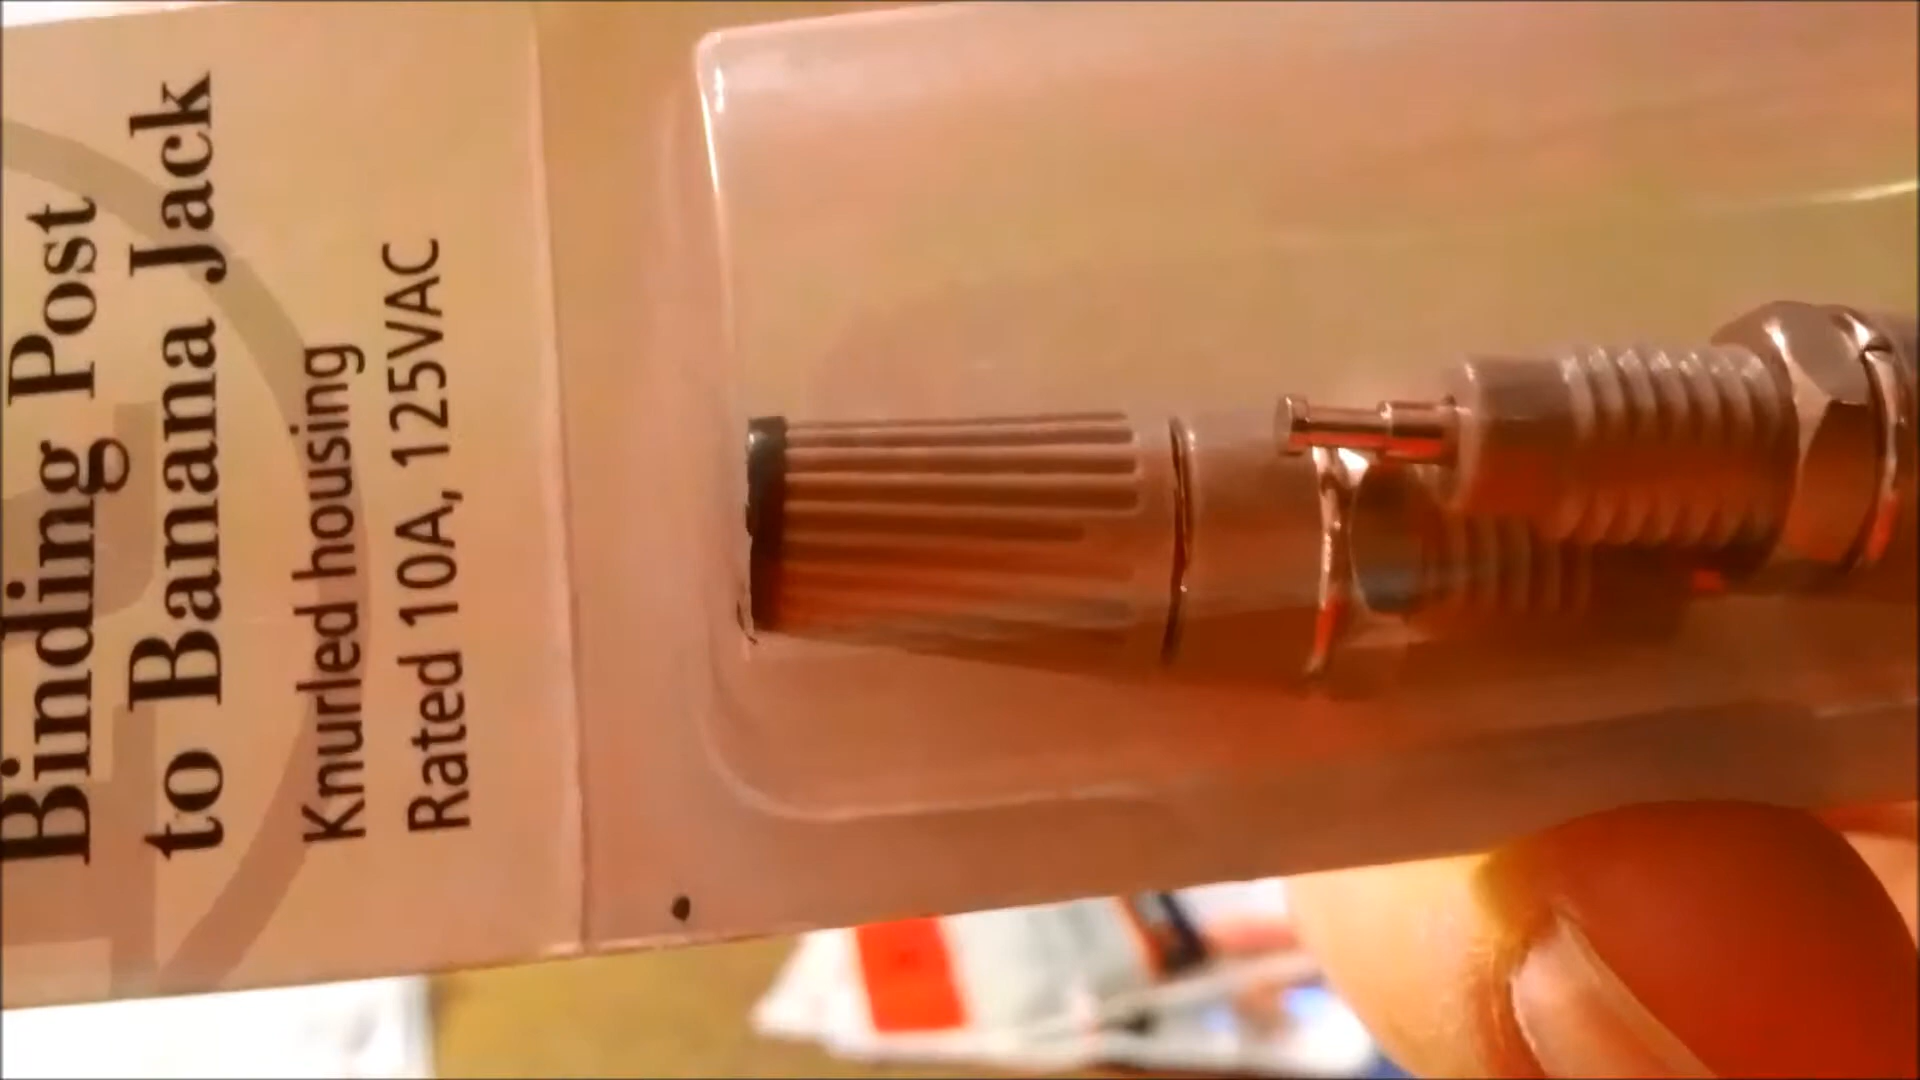 Binding Post
to Banana Jack
Knurled housing
Rated 10A, 125VAC